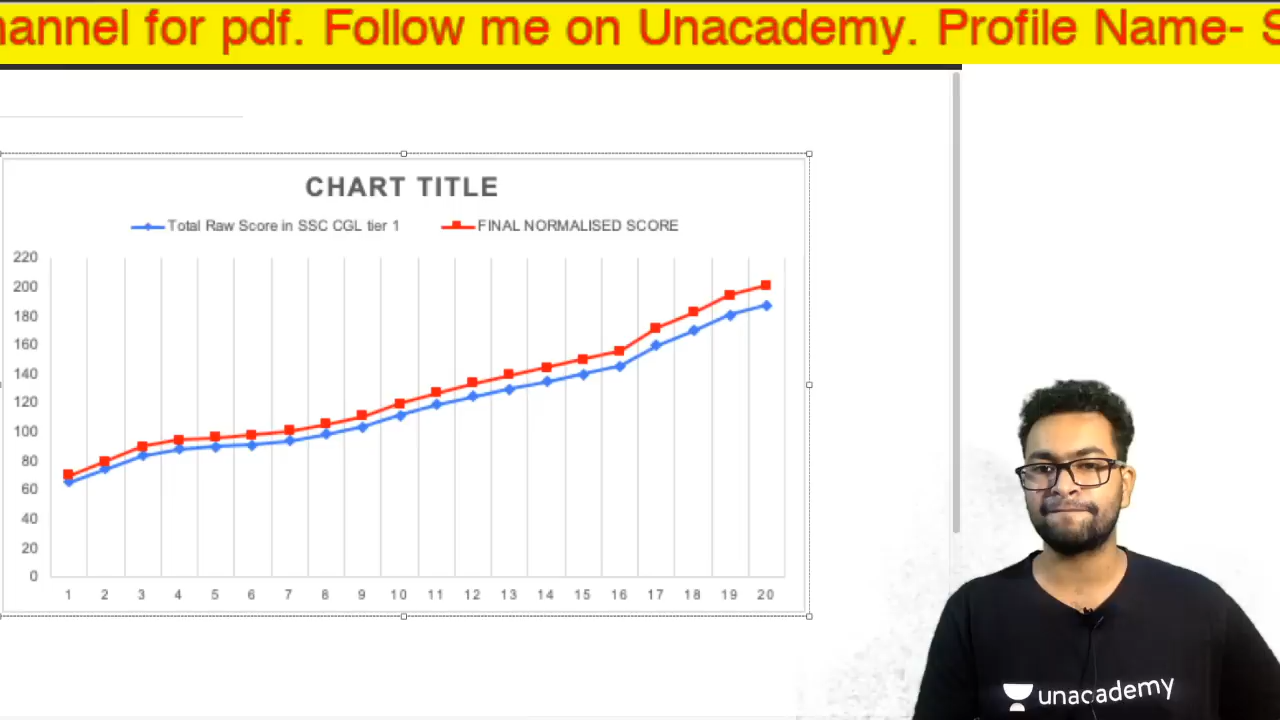 hannel for pdf. Follow me on Unacademy. Profile Name- S
CHART TITLE
Total Raw Score in SSC CGL tier 1 FINAL NORMALISED SCORE
220
200
180
160
140
120
100
80
60
40
20
0
1 2 3 4 5 6 7 8 9 10 11 12 13 14 15 16 17 18 19 20
unacademy